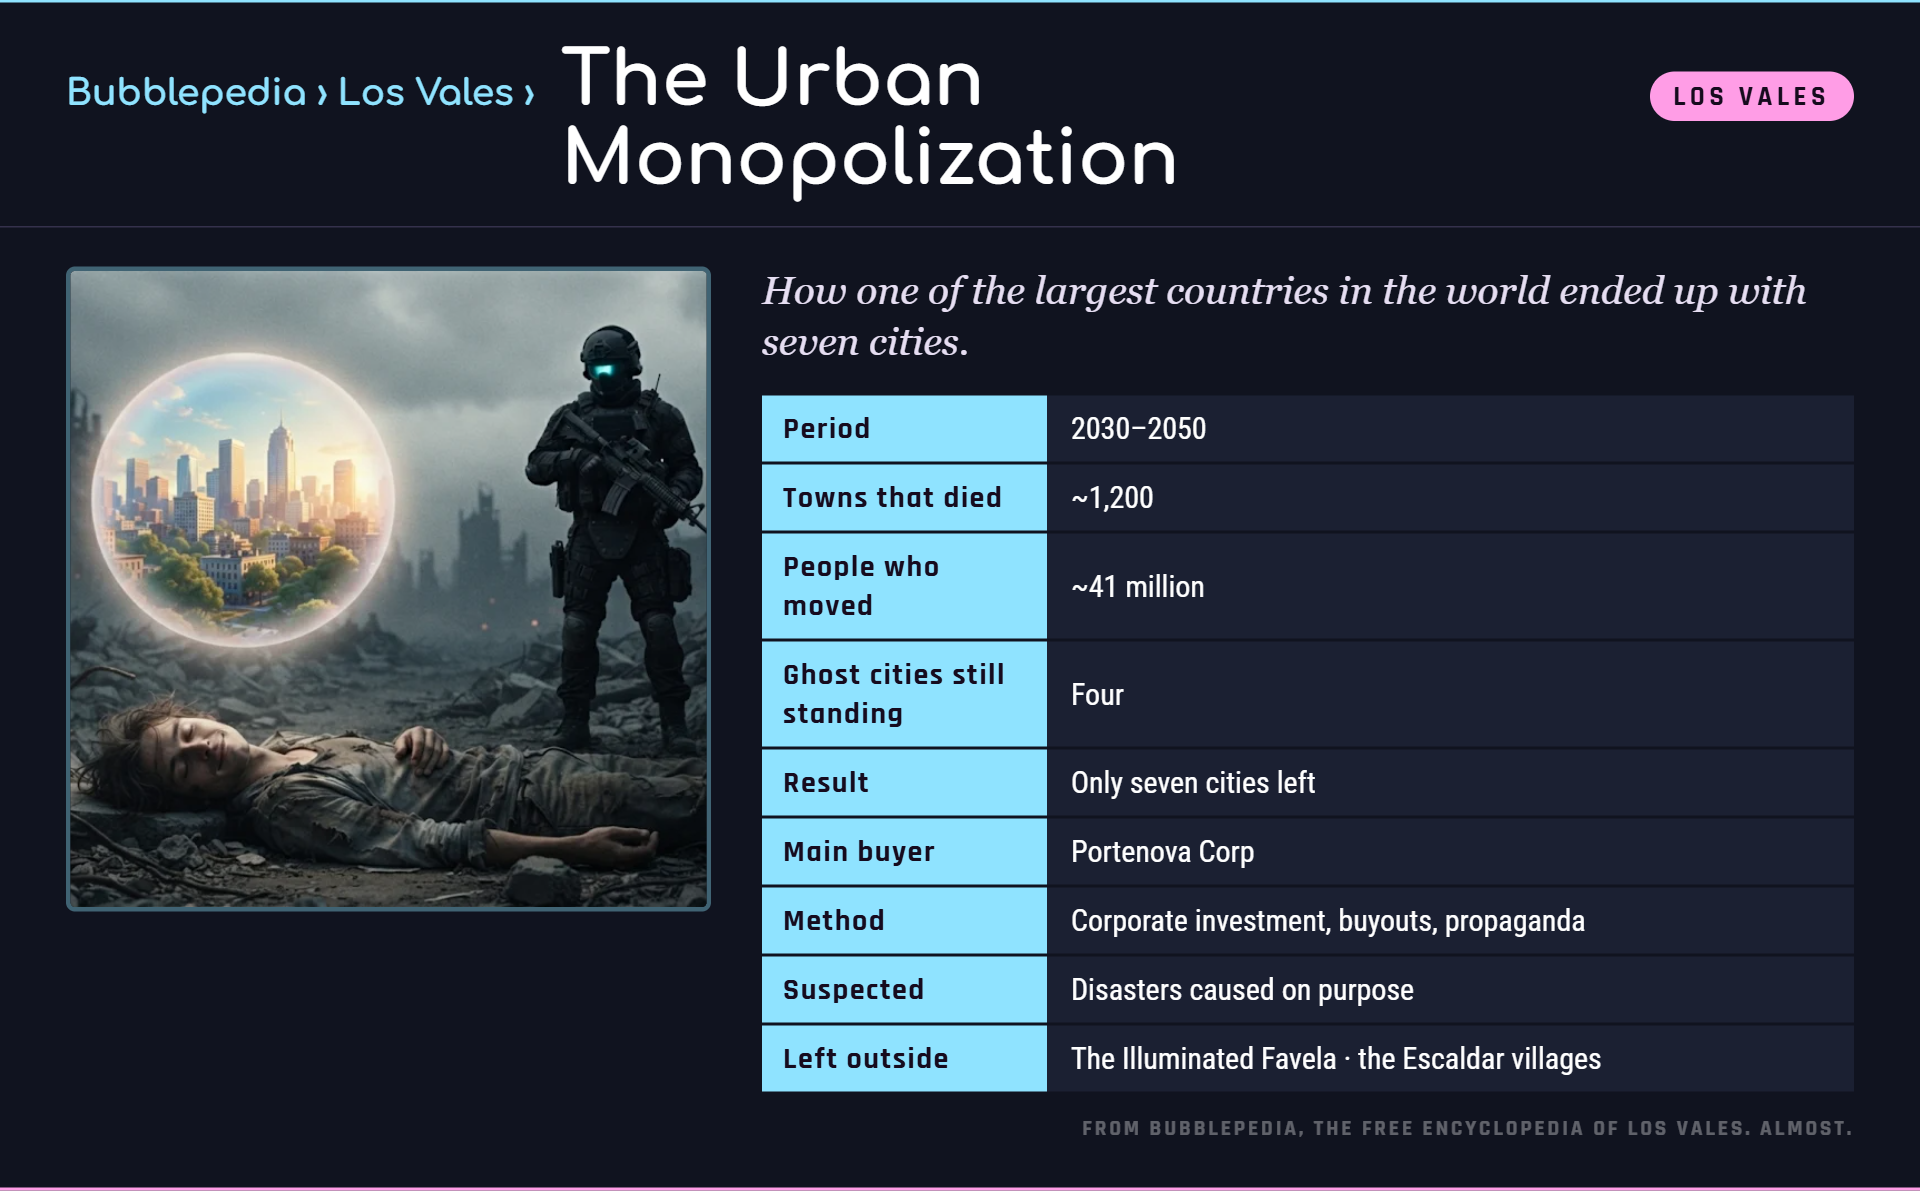 Bubblepedia › Los Vales ›
The Urban
Monopolization
LOS VALES
How one of the largest countries in the world ended up with
seven cities.
Period
2030–2050
Towns that died
~1,200
People who
moved
~41 million
Ghost cities still
standing
Four
Result
Only seven cities left
Main buyer
Portenova Corp
Method
Corporate investment, buyouts, propaganda
Suspected
Disasters caused on purpose
Left outside
The Illuminated Favela · the Escaldar villages
FROM BUBBLEPEDIA, THE FREE ENCYCLOPEDIA OF LOS VALES. ALMOST.